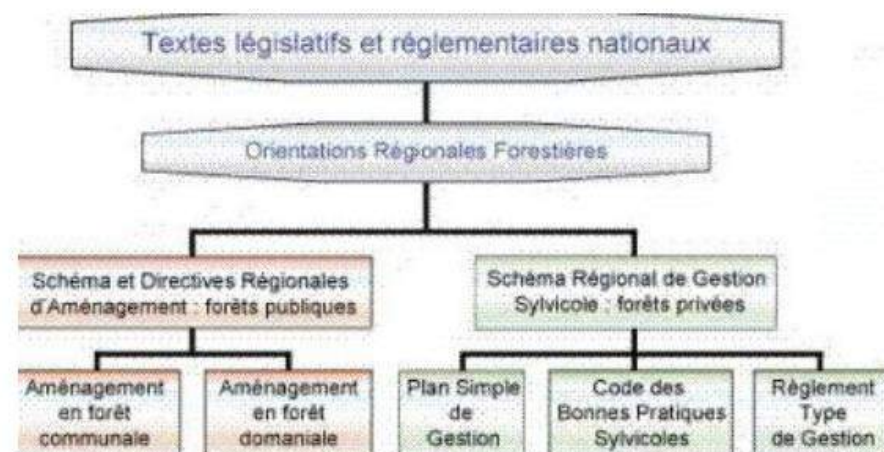 Textes législatifs et réglementaires nationaux
Orientations Régionales Forestières
Schéma et Directives Régionales
d'Aménagement : forêts publiques
Schéma Régional de Gestion
Sylvicole : forêts privées
Aménagement
en forêt
communale
Aménagement
en forêt
domaniale
Plan Simple
de
Gestion
Code des
Bonnes Pratiques
Sylvicoles
Règlement
Type
de Gestion